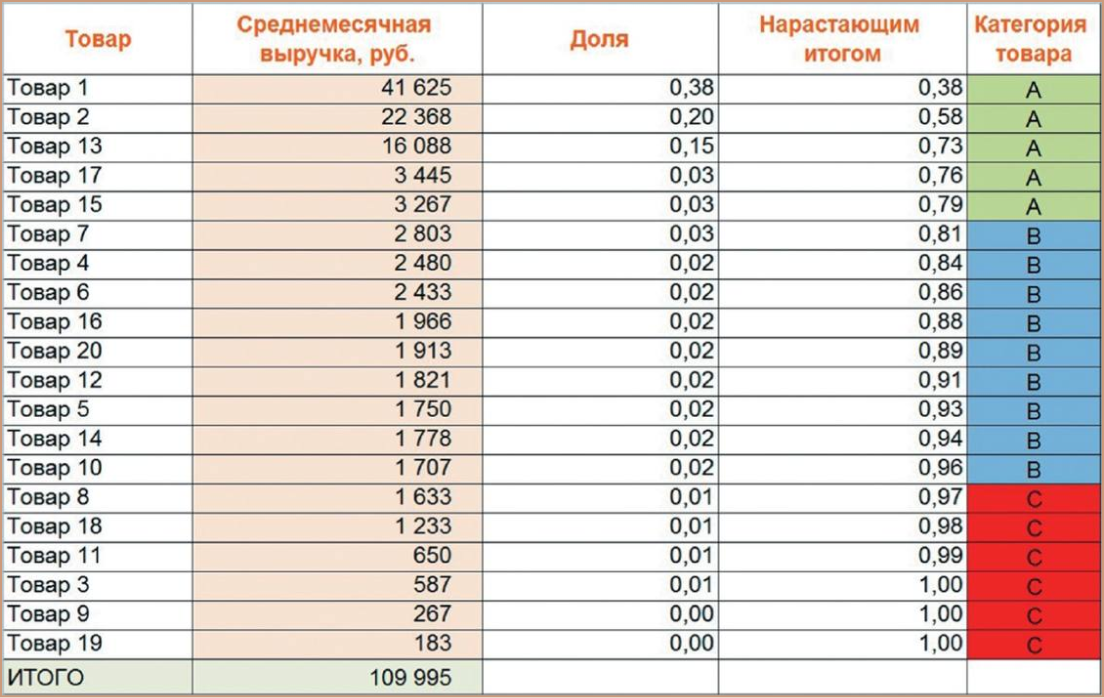 Товар Среднемесячная выручка, руб. Доля Нарастающим итогом Категория товара
Товар 1 41 625 0,38 0,38 A
Товар 2 22 368 0,20 0,58 A
Товар 13 16 088 0,15 0,73 A
Товар 17 3 445 0,03 0,76 A
Товар 15 3 267 0,03 0,79 A
Товар 7 2 803 0,03 0,81 B
Товар 4 2 480 0,02 0,84 B
Товар 6 2 433 0,02 0,86 B
Товар 16 1 966 0,02 0,88 B
Товар 20 1 913 0,02 0,89 B
Товар 12 1 821 0,02 0,91 B
Товар 5 1 750 0,02 0,93 B
Товар 14 1 778 0,02 0,94 B
Товар 10 1 707 0,02 0,96 B
Товар 8 1 633 0,01 0,97 C
Товар 18 1 233 0,01 0,98 C
Товар 11 650 0,01 0,99 C
Товар 3 587 0,01 1,00 C
Товар 9 267 0,00 1,00 C
Товар 19 183 0,00 1,00 C
ИТОГО 109 995